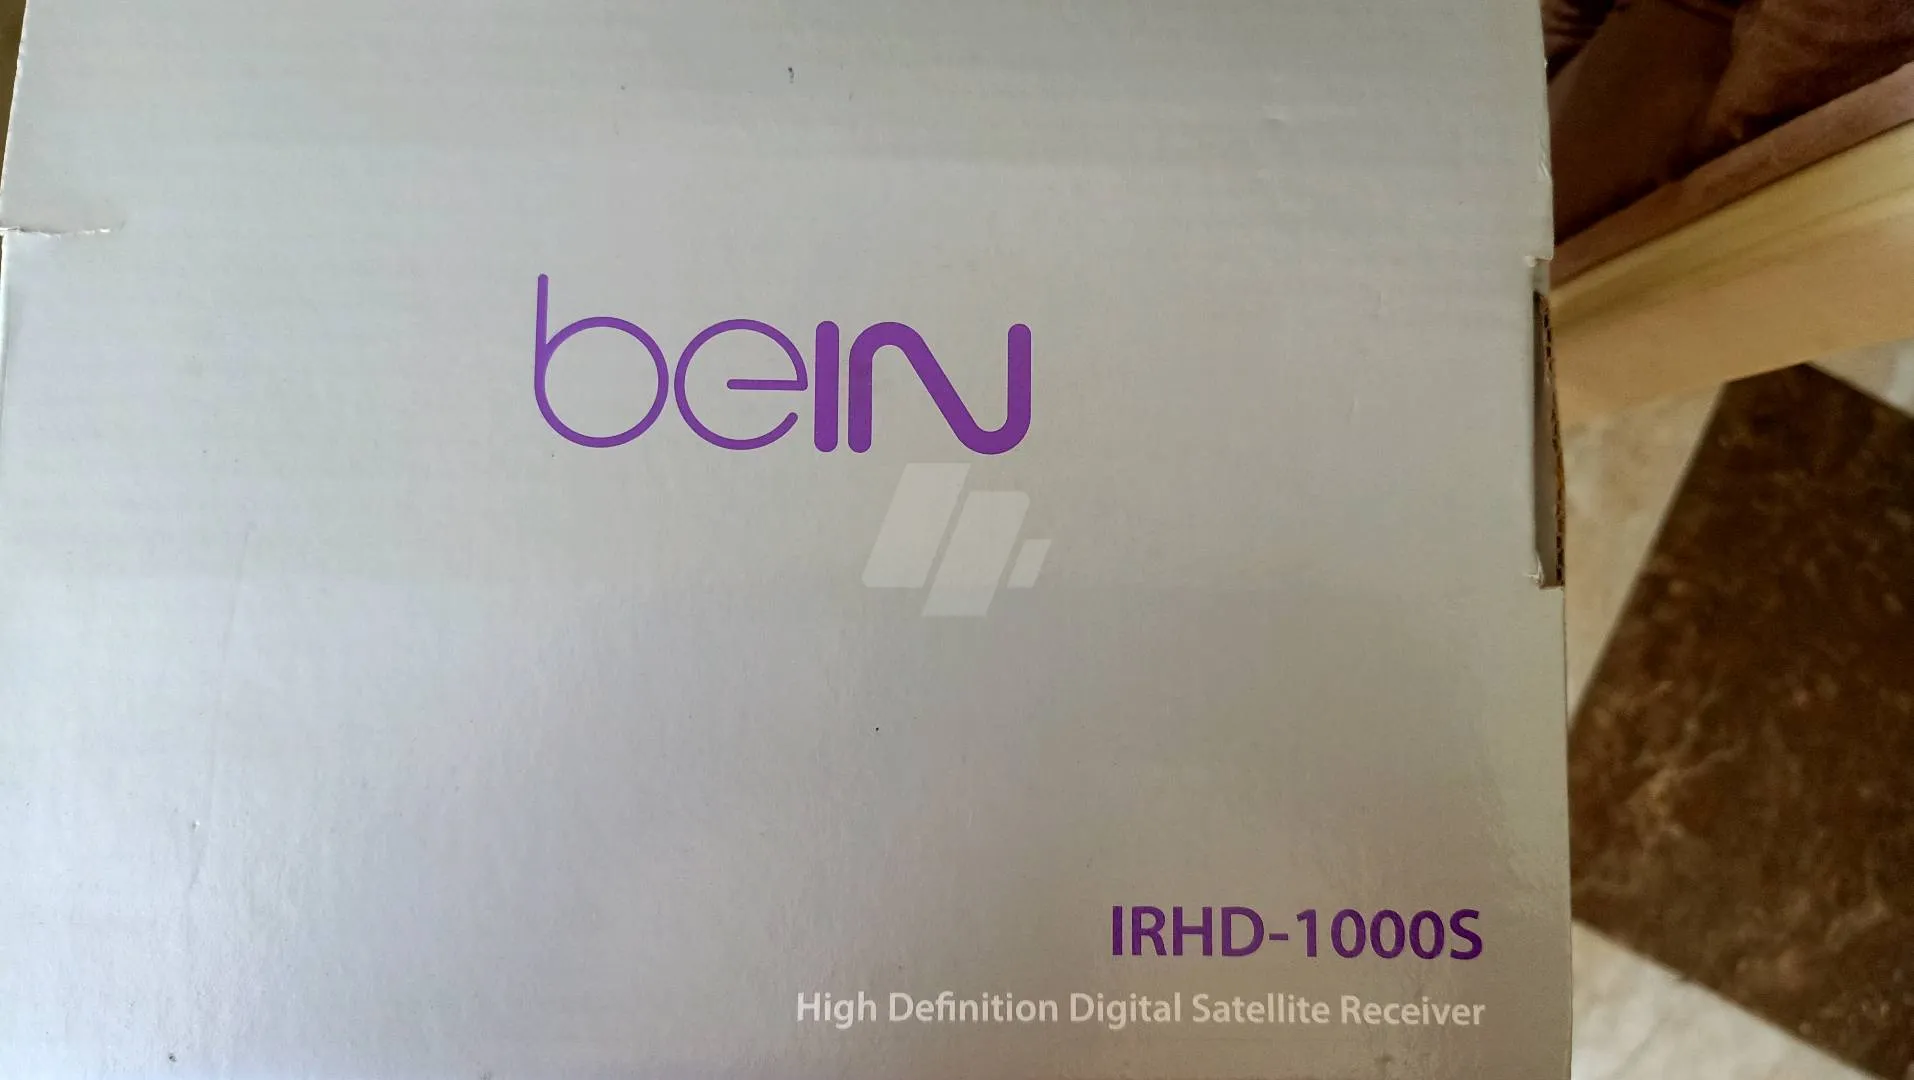 beIN
IRHD-1000S
High Definition Digital Satellite Receiver